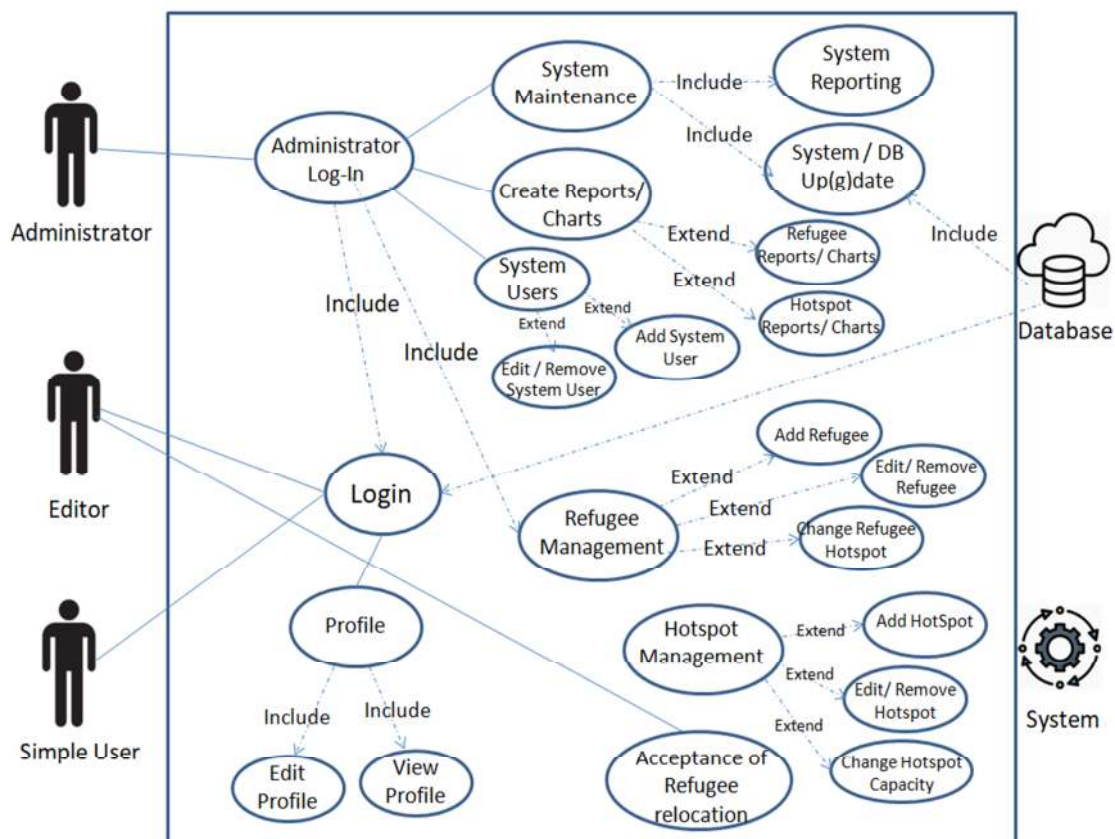 System
Maintenance
Include
System
Reporting
Include
Administrator
Log-In
System / DB
Up(g)date
Create Reports/
Charts
Administrator
Extend
Refugee
Reports/ Charts
Include
System
Users
Extend
Include
Hotspot
Reports/ Charts
Database
Extend
Extend
Add System
User
Include
Edit / Remove
System User
Add Refugee
Editor
Login
Extend
Edit/ Remove
Refugee
Refugee
Management
Extend
Extend
Change Refugee
Hotspot
Profile
Hotspot
Management
Extend
Add HotSpot
Extend
Edit/ Remove
Hotspot
System
Simple User
Include
Include
Extend
Edit
Profile
View
Profile
Acceptance of
Refugee
relocation
Change Hotspot
Capacity